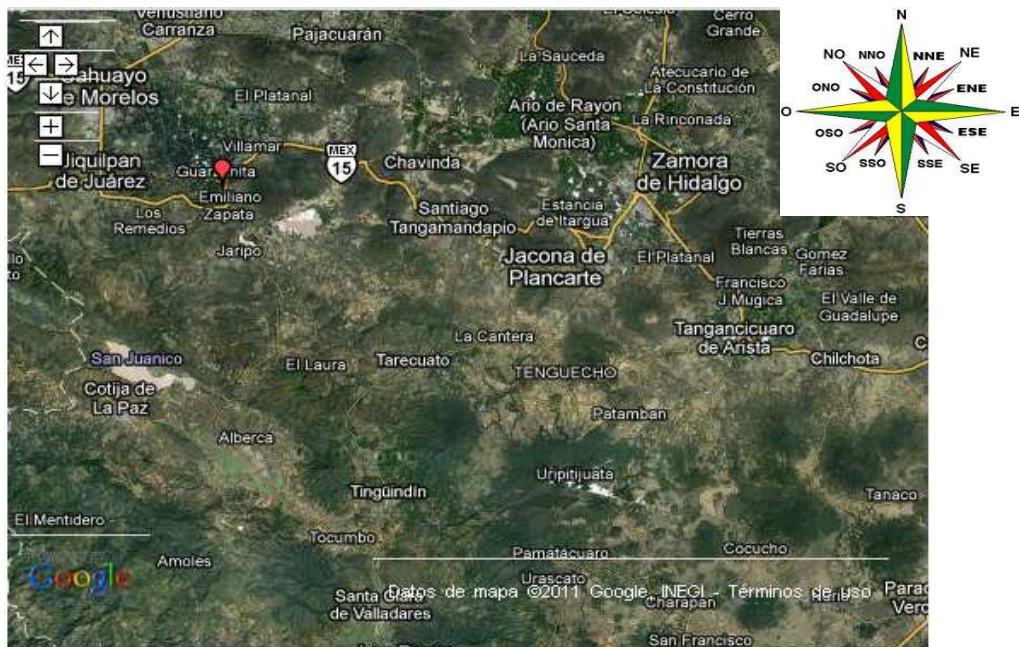 Venustiano
Carranza
Pajacuarán
Cerro
Grande
MEX
15
Sahuayo
de Morelos
La Sauceda
Atecucario de
La Constitución
El Platanal
Ario de Rayon
(Ario Santa
Monica)
La Rinconada
Villamar
Jiquilpan
de Juárez
MEX
15
Chavinda
Zamora
de Hidalgo
Emiliano
Zapata
Los
Remedios
Santiago
Tangamandapio
Estancia
de Itargua
Jaripo
Jacona de
Plancarte
El Platanal
Tierras
Blancas
Gomez
Farias
Francisco
J.Mugica
El Valle de
Guadalupe
La Cantera
Tangancicuaro
de Arista
San Juanico
El Laura
Tarecuato
Chilchota
TENGUECHO
Cotija de
La Paz
Patamban
Alberca
Uripitijuata
Tingüindín
Tanaco
El Mentidero
Tocumbo
Amoles
Pamatácuaro
Cocucho
Google
Urascato
Santa Clara
de Valladares
Datos de mapa ©2011 Google, INEGI - Términos de uso
Charapan
San Francisco
N
NO
NNO
NNE
NE
ONO
ENE
O
E
OSO
ESE
SO
SSO
SSE
SE
S